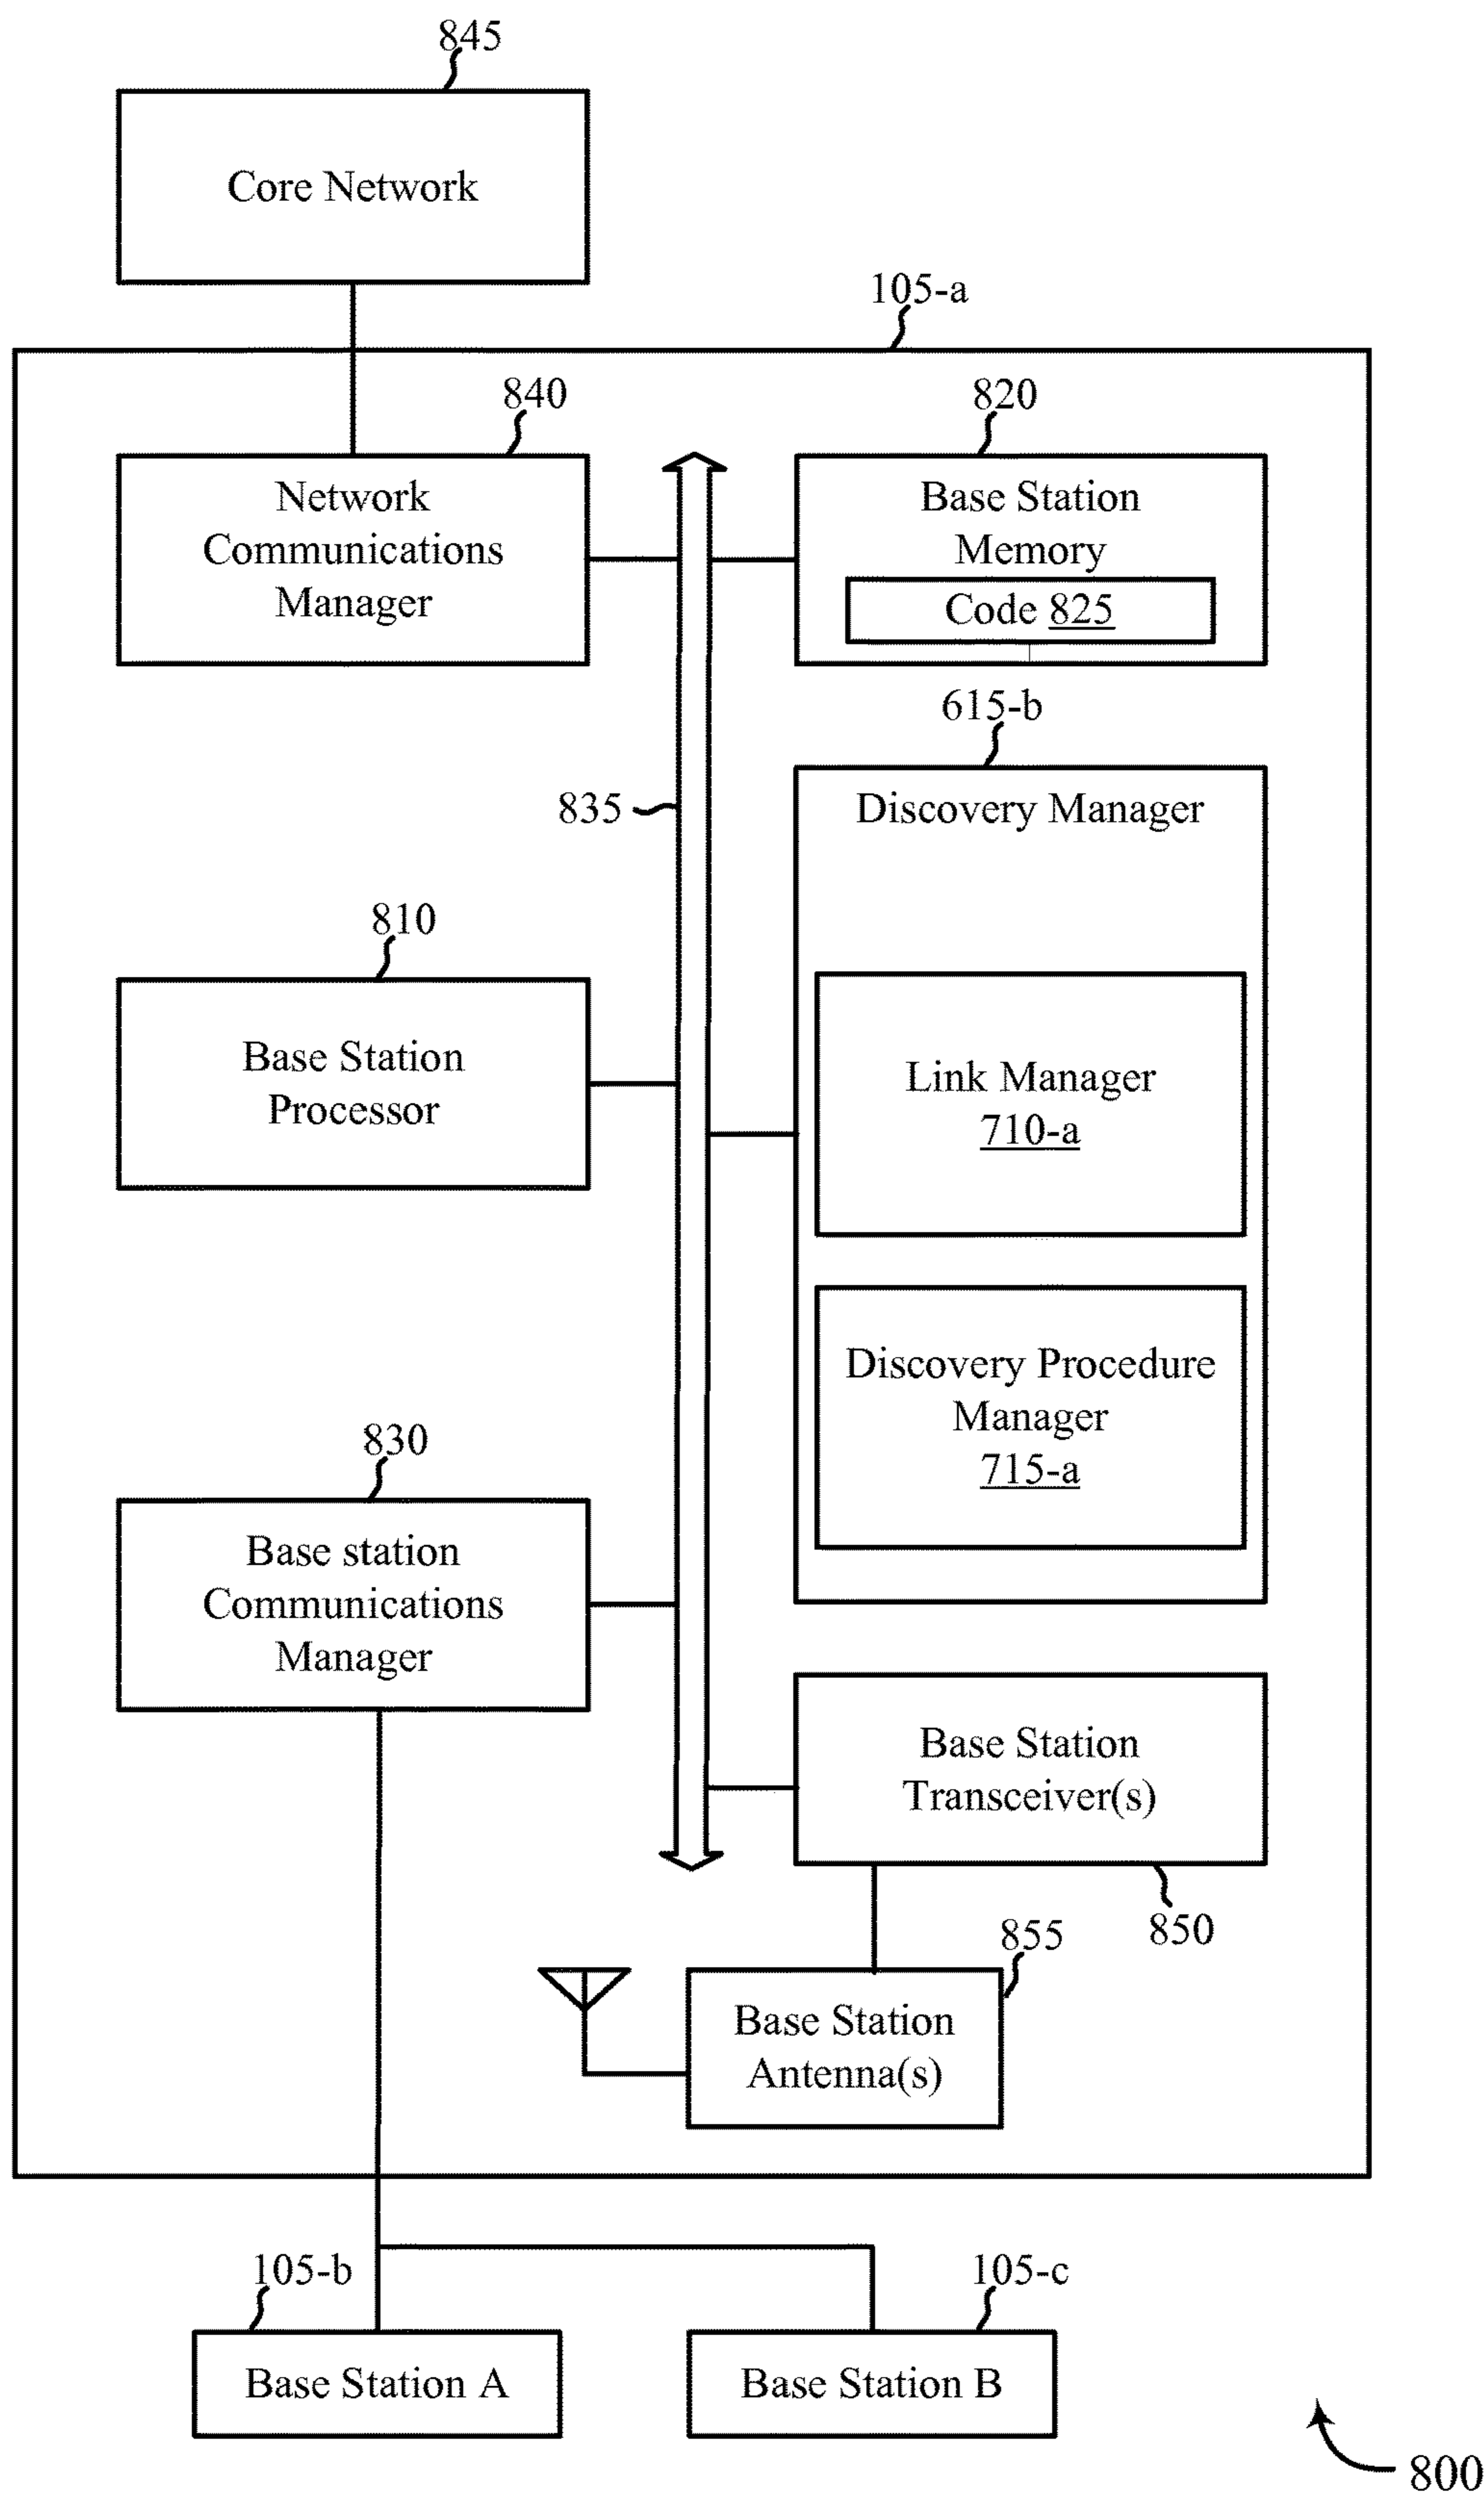 845
Core Network
105-a
840
820
Network
Communications
Manager
Base Station
Memory
Code 825
615-b
835
Discovery Manager
810
Base Station
Processor
Link Manager
710-a
Discovery Procedure
Manager
715-a
830
Base station
Communications
Manager
Base Station
Transceiver(s)
850
855
Base Station
Antenna(s)
105-b
105-c
Base Station A
Base Station B
800